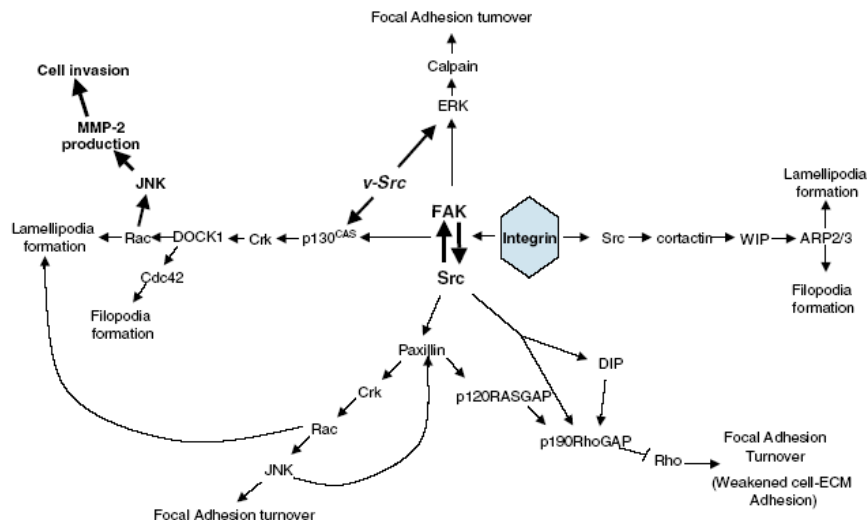 Focal Adhesion turnover
Calpain
ERK
Cell invasion
MMP-2
production
JNK
v-Src
Lamellipodia
formation
Rac
DOCK1
Crk
p130CAS
FAK
Integrin
Src
cortactin
WIP
ARP2/3
Lamellipodia
formation
Filopodia
formation
Cdc42
Filopodia
formation
Src
Paxillin
Crk
Rac
JNK
Focal Adhesion turnover
p120RASGAP
DIP
p190RhoGAP
Rho
Focal Adhesion
Turnover
(Weakened cell-ECM
Adhesion)